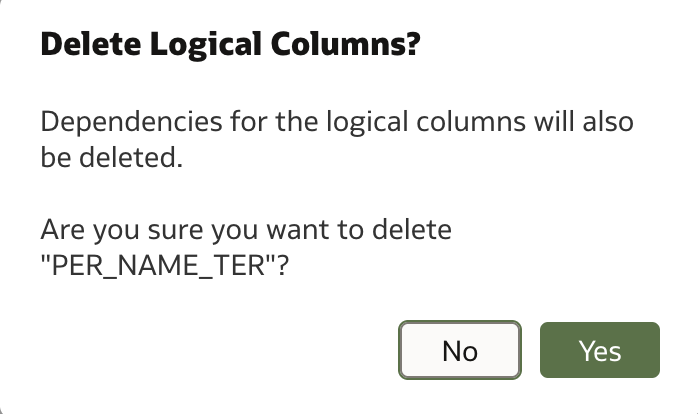 Delete Logical Columns?
Dependencies for the logical columns will also
be deleted.
Are you sure you want to delete
"PER_NAME_TER"?
No
Yes